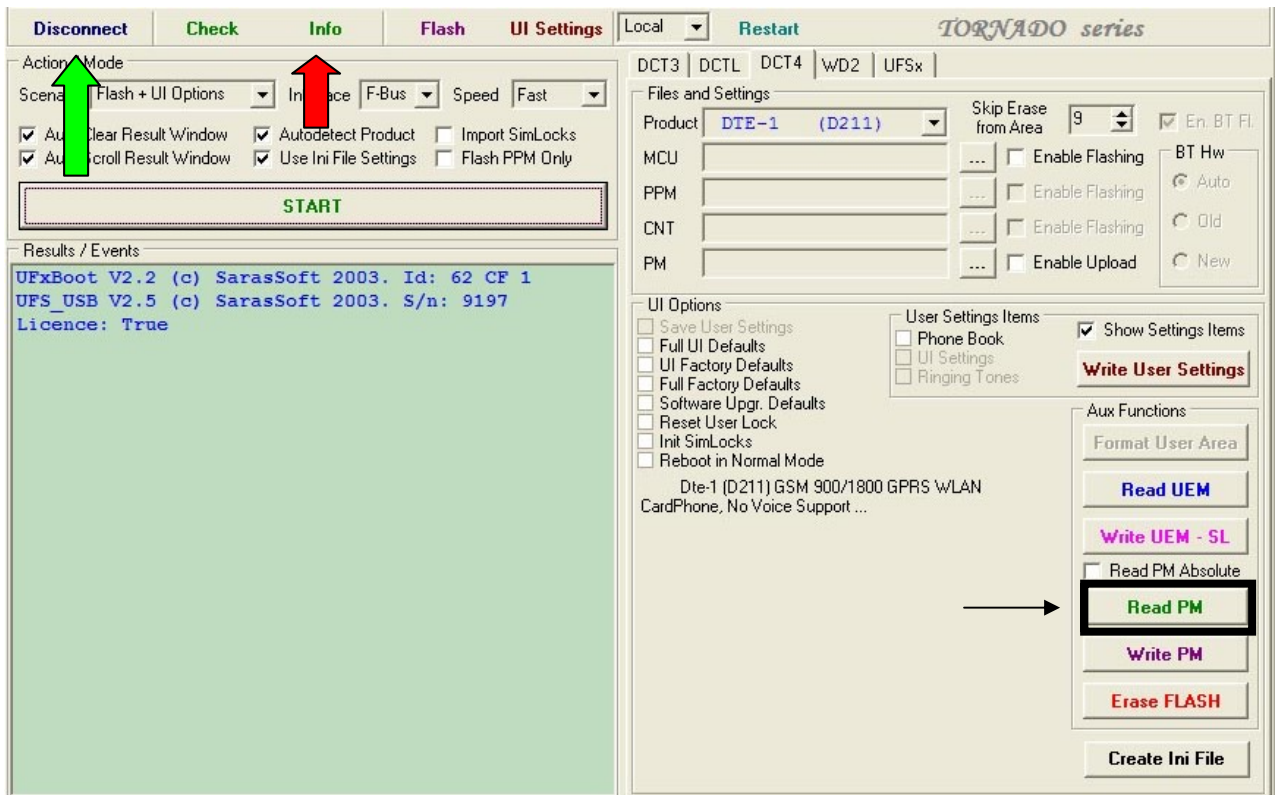 Disconnect Check Info Flash UI Settings Local Restart TORNADO series
Action Mode
Flash + UI Options F-Bus Speed Fast
Clear Result Window Autodetect Product Import SimLocks
Result Window Use Ini File Settings Flash PPM Only
START
Results / Events
UFxBoot V2.2 (c) SarasSoft 2003. Id: 62 CF 1
UFS_USB V2.5 (c) SarasSoft 2003. S/n: 9197
Licence: True
DCT3 DCTL DCT4 WD2 UFSx
Files and Settings
Product DTE-1 (D211) Skip Erase from Area 9 En. BT Fl.
MCU ... Enable Flashing
PPM ... Enable Flashing
CNT ... Enable Flashing
PM ... Enable Upload
BT Hw
Auto
Old
New
UI Options
Save User Settings
Full UI Defaults
UI Factory Defaults
Full Factory Defaults
Software Upgr. Defaults
Reset User Lock
Init SimLocks
Reboot in Normal Mode
Dte-1 (D211) GSM 900/1800 GPRS WLAN
CardPhone, No Voice Support ...
User Settings Items
Phone Book
UI Settings
Ringing Tones
Show Settings Items
Write User Settings
Aux Functions
Format User Area
Read UEM
Write UEM - SL
Read PM Absolute
Read PM
Write PM
Erase FLASH
Create Ini File